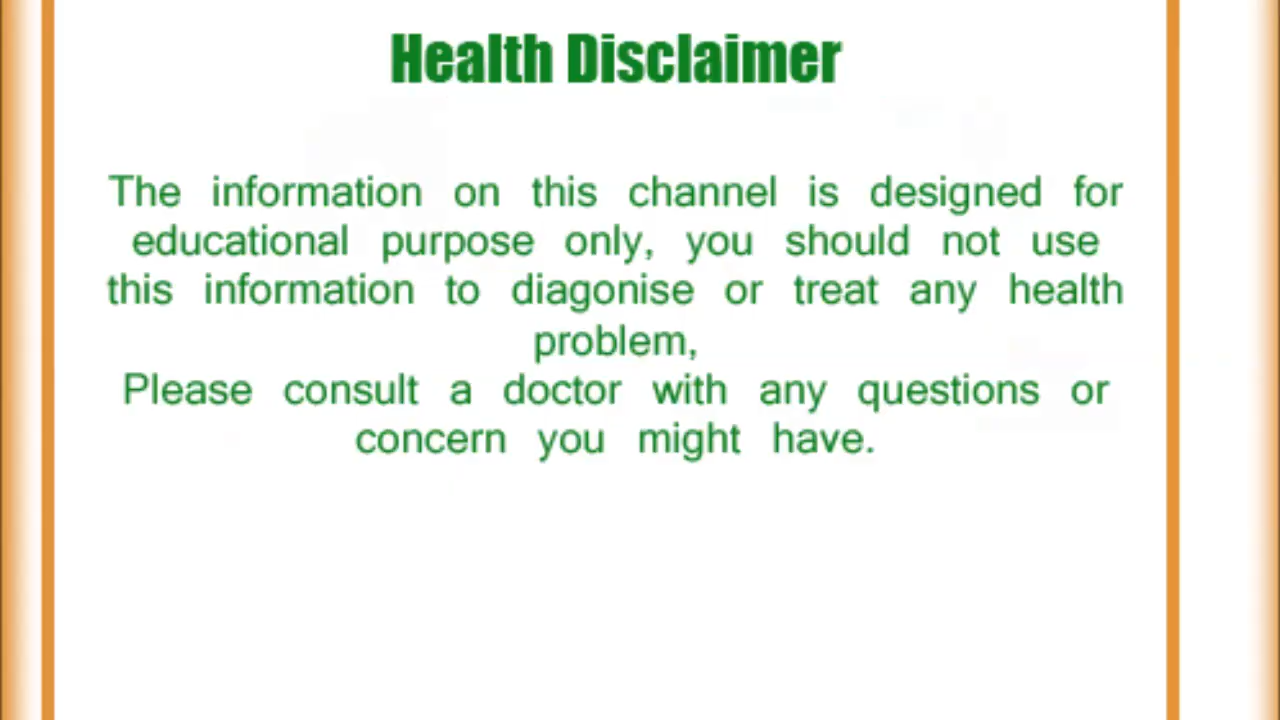 Health Disclaimer
The information on this channel is designed for
educational purpose only, you should not use
this information to diagonise or treat any health
problem,
Please consult a doctor with any questions or
concern you might have.